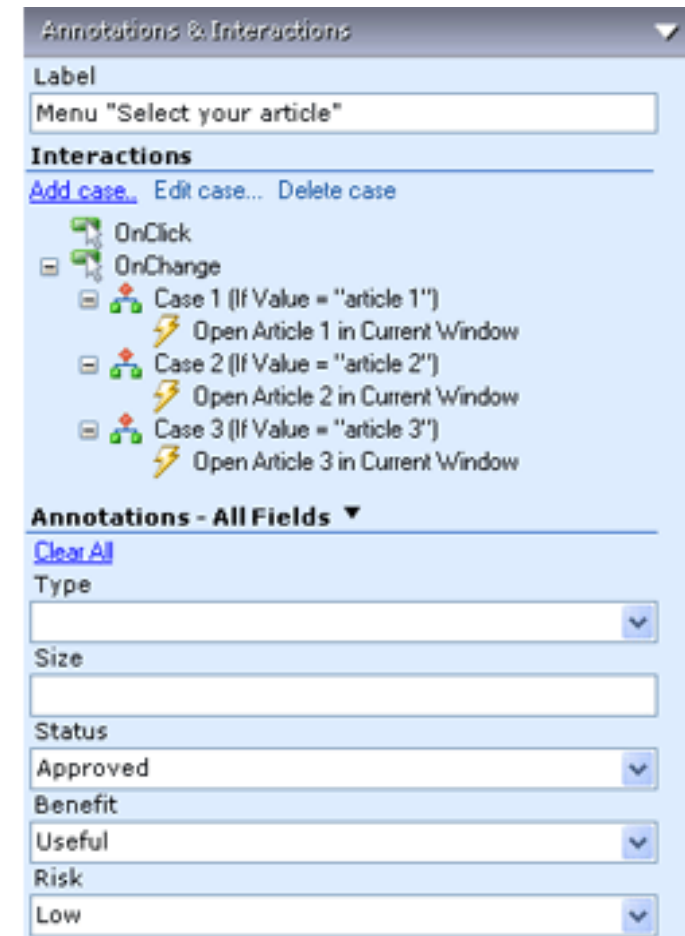 Annotations & Interactions
Label
Menu "Select your article"
Interactions
Add case.. Edit case... Delete case
OnClick
OnChange
Case 1 (If Value = "article 1")
Open Article 1 in Current Window
Case 2 (If Value = "article 2")
Open Article 2 in Current Window
Case 3 (If Value = "article 3")
Open Article 3 in Current Window
Annotations - All Fields ▼
Clear All
Type
Size
Status
Approved
Benefit
Useful
Risk
Low